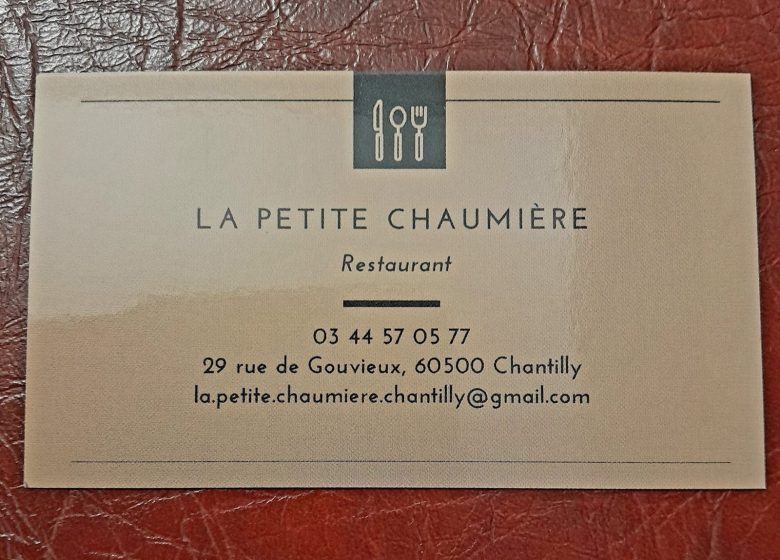 LA PETITE CHAUMIÈRE
Restaurant
03 44 57 05 77
29 rue de Gouvieux, 60500 Chantilly
la.petite.chaumiere.chantilly@gmail.com